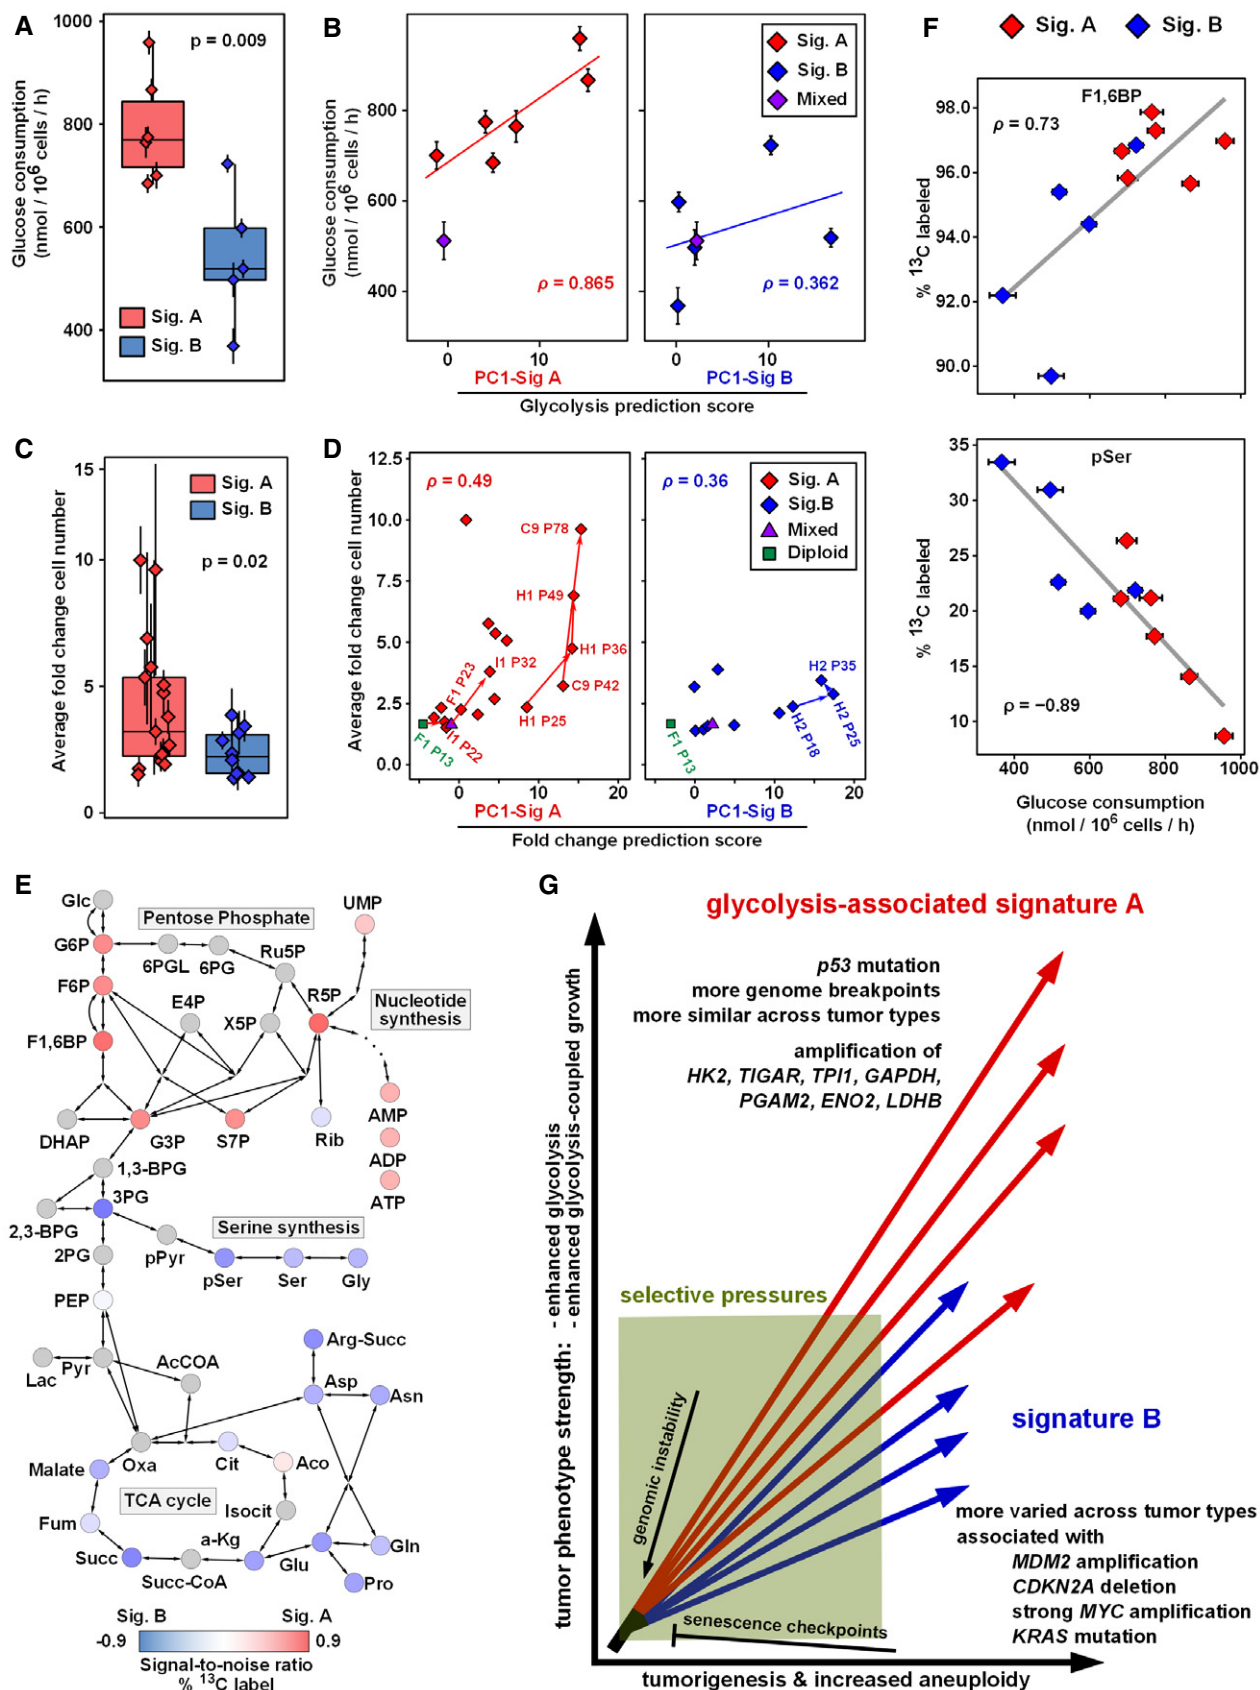 A
1000
800
600
400
Glucose consumption
(nmol / 10⁶ cells / h)
p = 0.009
Sig. A
Sig. B
B
Glucose consumption
(nmol / 10⁶ cells / h)
800
600
400
ρ = 0.865
0
10
PC1-Sig A
Sig. A
Sig. B
Mixed
ρ = 0.362
0
10
PC1-Sig B
Glycolysis prediction score
C
Average fold change cell number
15
10
5
0
Sig. A
Sig. B
p = 0.02
D
Average fold change cell number
12.5
10.0
7.5
5.0
2.5
0.0
ρ = 0.49
C9 P78
H1 P49
H1 P36
I1 P32
F1 P23
C9 P42
H1 P25
I1 P22
F1 P13
0
10
20
PC1-Sig A
ρ = 0.36
Sig. A
Sig.B
Mixed
Diploid
H2 P35
H2 P25
H2 P18
F1 P13
0
10
20
PC1-Sig B
Fold change prediction score
F
Sig. A
Sig. B
F1,6BP
ρ = 0.73
% ¹³C labeled
98.0
96.0
94.0
92.0
90.0
pSer
% ¹³C labeled
35
30
25
20
14
10
ρ = −0.89
400
600
800
1000
Glucose consumption
(nmol / 10⁶ cells / h)
E
Glc
Pentose Phosphate
UMP
G6P
6PGL
6PG
Ru5P
F6P
E4P
X5P
R5P
Nucleotide
synthesis
F1,6BP
AMP
DHAP
G3P
S7P
Rib
ADP
ATP
1,3-BPG
3PG
2,3-BPG
Serine synthesis
2PG
pPyr
pSer
Ser
Gly
PEP
Arg-Succ
Lac
Pyr
AcCOA
Asp
Asn
Oxa
Cit
Aco
Malate
TCA cycle
Isocit
Fum
a-Kg
Succ
Succ-CoA
Glu
Gln
Pro
Sig. B
Sig. A
-0.9
0.9
Signal-to-noise ratio
% ¹³C label
G
glycolysis-associated signature A
p53 mutation
more genome breakpoints
more similar across tumor types
amplification of
HK2, TIGAR, TPI1, GAPDH,
PGAM2, ENO2, LDHB
tumor phenotype strength:
- enhanced glycolysis
- enhanced glycolysis-coupled growth
selective pressures
genomic instability
senescence checkpoints
signature B
more varied across tumor types
associated with
MDM2 amplification
CDKN2A deletion
strong MYC amplification
KRAS mutation
tumorigenesis & increased aneuploidy